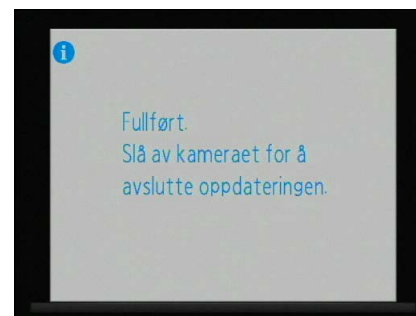 Fullført.
Slå av kameraet for å
avslutte oppdateringen.